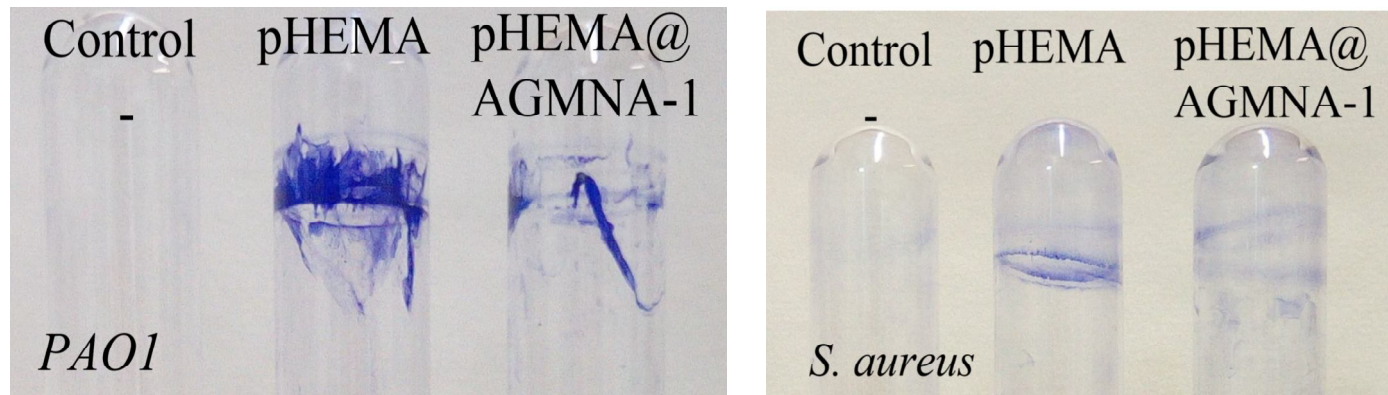 Control pHEMA pHEMA@
AGMNA-1
-
PAO1
Control pHEMA pHEMA@
AGMNA-1
-
S. aureus